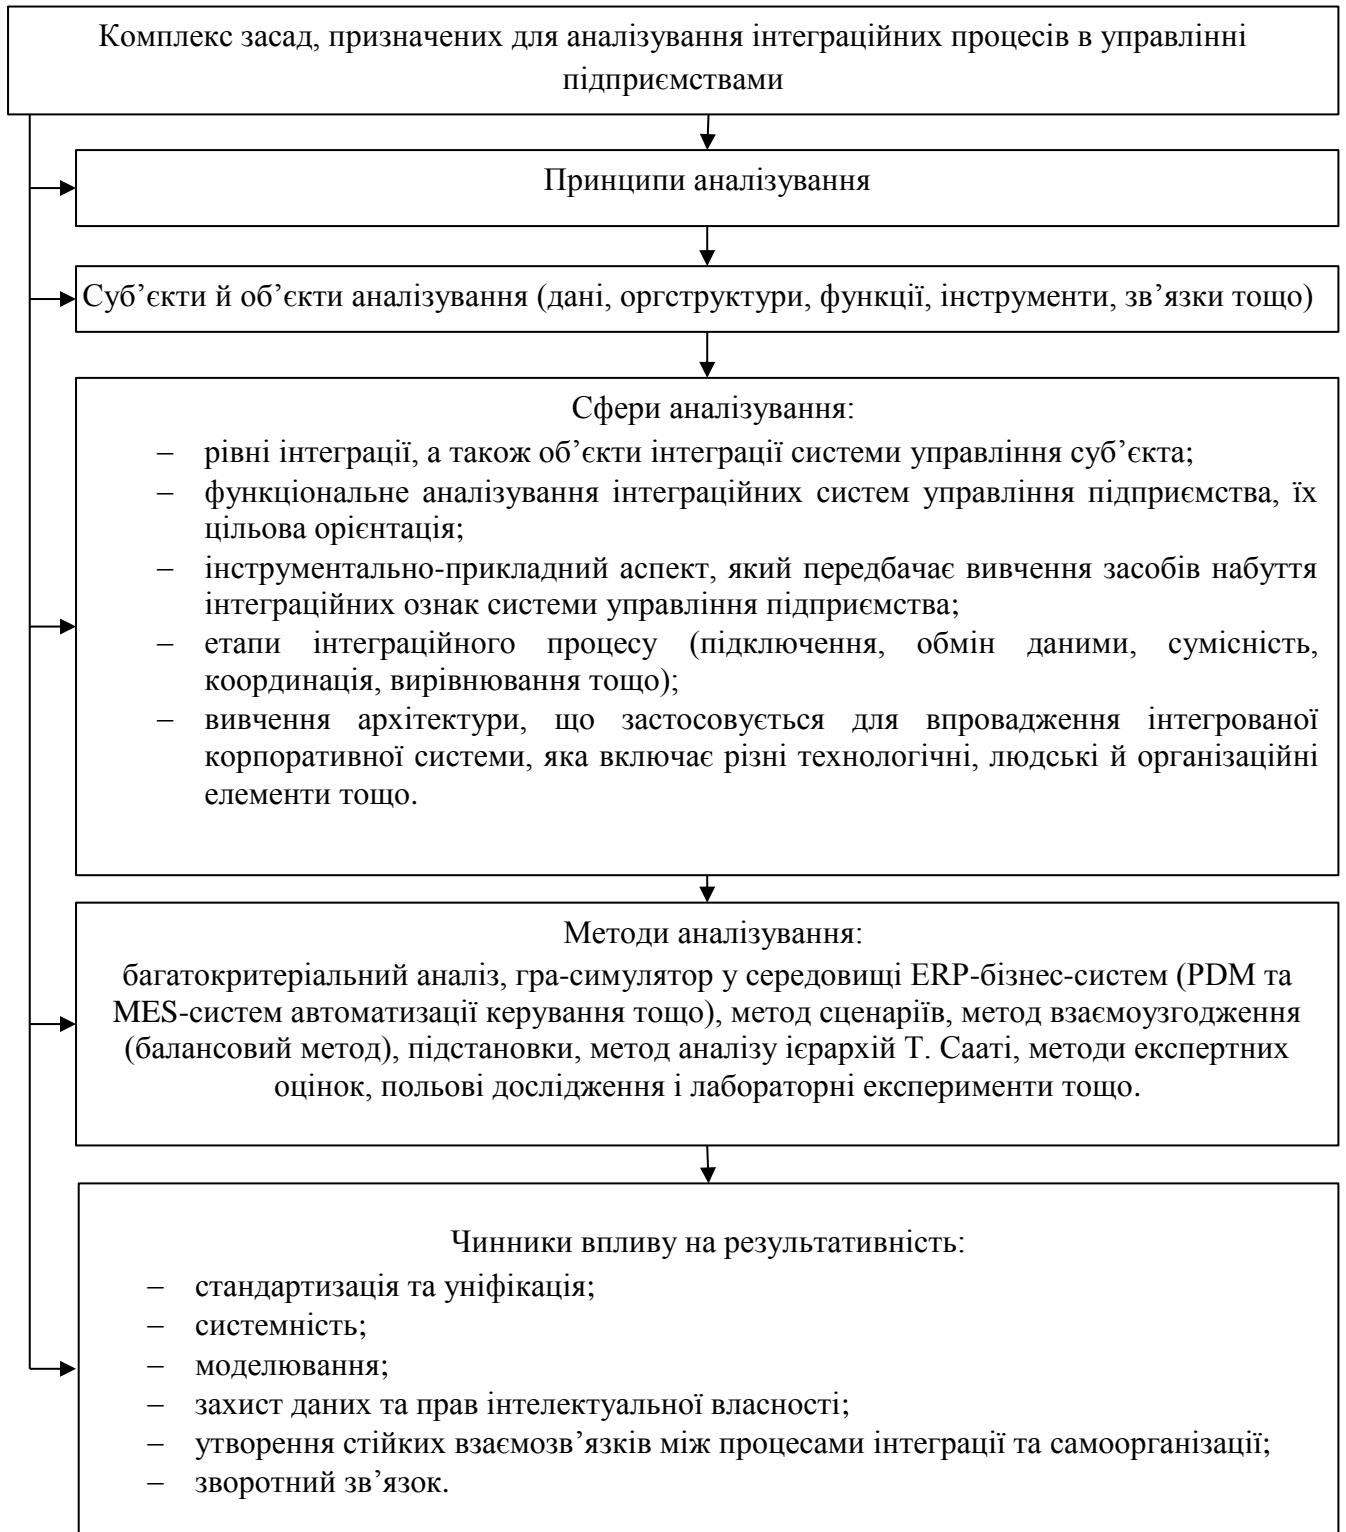 Комплекс засад, призначених для аналізування інтеграційних процесів в управлінні
підприємствами
Принципи аналізування
Суб’єкти й об’єкти аналізування (дані, оргструктури, функції, інструменти, зв’язки тощо)
Сфери аналізування:
– рівні інтеграції, а також об’єкти інтеграції системи управління суб’єкта;
– функціональне аналізування інтеграційних систем управління підприємства, їх
цільова орієнтація;
– інструментально-прикладний аспект, який передбачає вивчення засобів набуття
інтеграційних ознак системи управління підприємства;
– етапи інтеграційного процесу (підключення, обмін даними, сумісність,
координація, вирівнювання тощо);
– вивчення архітектури, що застосовується для впровадження інтегрованої
корпоративної системи, яка включає різні технологічні, людські й організаційні
елементи тощо.
Методи аналізування:
багатокритеріальний аналіз, гра-симулятор у середовищі ERP-бізнес-систем (PDM та
MES-систем автоматизації керування тощо), метод сценаріїв, метод взаємоузгодження
(балансовий метод), підстановки, метод аналізу ієрархій Т. Сааті, методи експертних
оцінок, польові дослідження і лабораторні експерименти тощо.
Чинники впливу на результативність:
– стандартизація та уніфікація;
– системність;
– моделювання;
– захист даних та прав інтелектуальної власності;
– утворення стійких взаємозв’язків між процесами інтеграції та самоорганізації;
– зворотний зв’язок.